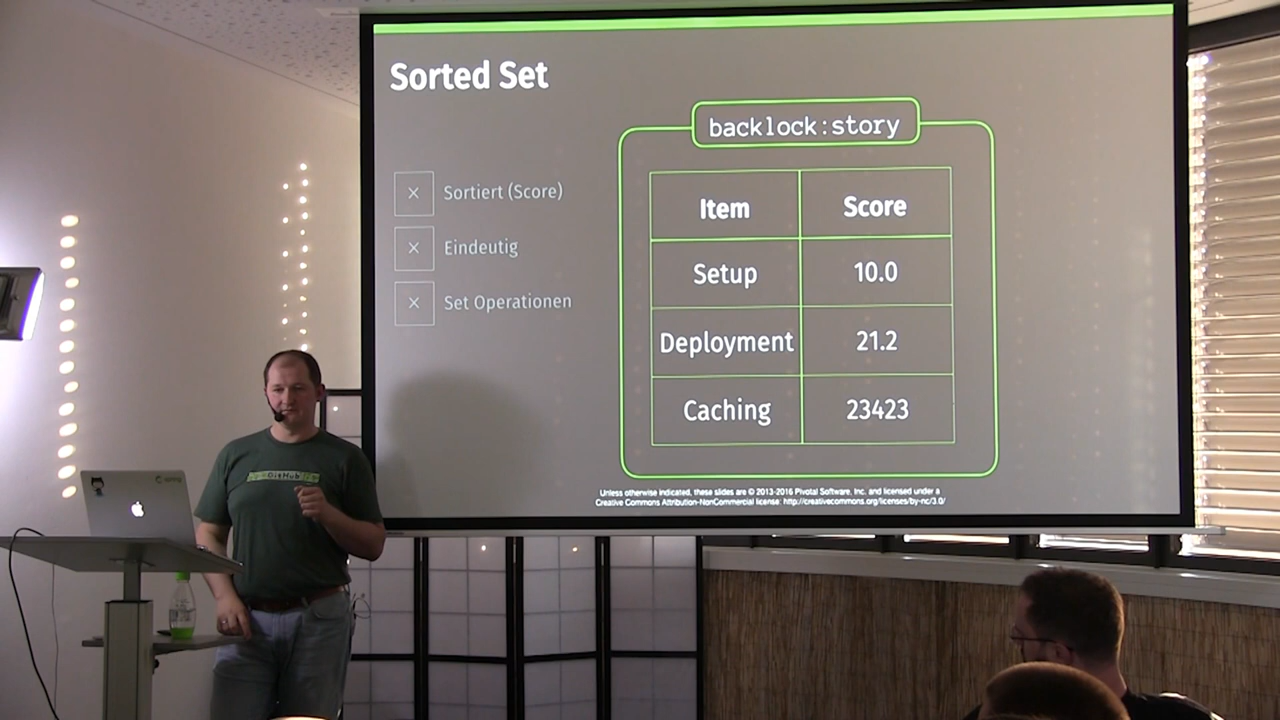 Sorted Set
backlock:story
× Sortiert (Score)
× Eindeutig
× Set Operationen
Item Score
Setup 10.0
Deployment 21.2
Caching 23423
Unless otherwise indicated, these slides are © 2013-2016 Pivotal Software, Inc. and licensed under a
Creative Commons Attribution-NonCommercial license: http://creativecommons.org/licenses/by-nc/3.0/
GitHub